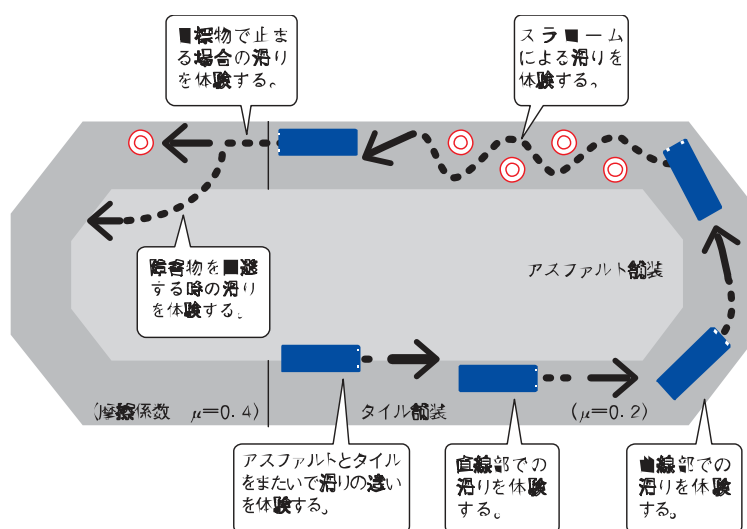 目標物で止ま
る場合の滑り
を体験する。
スラローム
による滑りを
体験する。
障害物を回避
する時の滑り
を体験する。
アスファルト舗装
(摩擦係数 μ=0.4)
タイル舗装
(μ=0.2)
アスファルトとタイル
をまたいで滑りの違い
を体験する。
直線部での
滑りを体験
する。
曲線部での
滑りを体験
する。